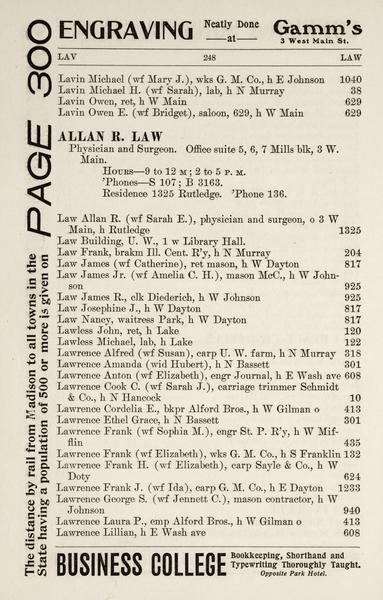 ENGRAVING Neatly Done —at— Gamm's
3 West Main St.
LAV 248 LAW
Lavin Michael (wf Mary J.), wks G. M. Co., h E Johnson 1040
Lavin Michael H. (wf Sarah), lab, h N Murray 38
Lavin Owen, ret, h W Main 629
Lavin Owen E. (wf Bridget), saloon, 629, h W Main 629
ALLAN R. LAW
Physician and Surgeon. Office suite 5, 6, 7 Mills blk, 3 W.
Main.
HOURS—9 to 12 M; 2 to 5 P. M.
'Phones—S 107; B 3163.
Residence 1325 Rutledge. 'Phone 136.
Law Allan R. (wf Sarah E.), physician and surgeon, o 3 W
Main, h Rutledge 1325
Law Building, U. W., 1 w Library Hall.
Law Frank, brakm Ill. Cent. R'y, h N Murray 204
Law James (wf Catherine), ret mason, h W Dayton 817
Law James Jr. (wf Amelia C. H.), mason McC., h W John-
son 925
Law James R., clk Diederich, h W Johnson 925
Law Josephine J., h W Dayton 817
Law Nancy, waitress Park, h W Dayton 817
Lawless John, ret, h Lake 120
Lawless Michael, lab, h Lake 122
Lawrence Alfred (wf Susan), carp U. W. farm, h N Murray 318
Lawrence Amanda (wid Hubert), h N Bassett 301
Lawrence Anton (wf Elizabeth), engr Journal, h E Wash ave 608
Lawrence Cook C. (wf Sarah J.), carriage trimmer Schmidt
& Co., h N Hancock 10
Lawrence Cordelia E., bkpr Alford Bros., h W Gilman o 413
Lawrence Ethel Grace, h N Bassett 301
Lawrence Frank (wf Sophia M.), engr St. P. R'y, h W Mif-
flin 435
Lawrence Frank (wf Elizabeth), wks G. M. Co., h S Franklin 132
Lawrence Frank H. (wf Elizabeth), carp Sayle & Co., h W
Doty 624
Lawrence Frank J. (wf Ida), carp G. M. Co., h E Dayton 1233
Lawrence George S. (wf Jennett C.), mason contractor, h W
Johnson 940
Lawrence Laura P., emp Alford Bros., h W Gilman o 413
Lawrence Lillian, h E Wash ave 608
BUSINESS COLLEGE Bookkeeping, Shorthand and
Typewriting Thoroughly Taught.
Opposite Park Hotel.
The distance by rail from Madison to all towns in the
State having a population of 500 or more is given on PAGE 300